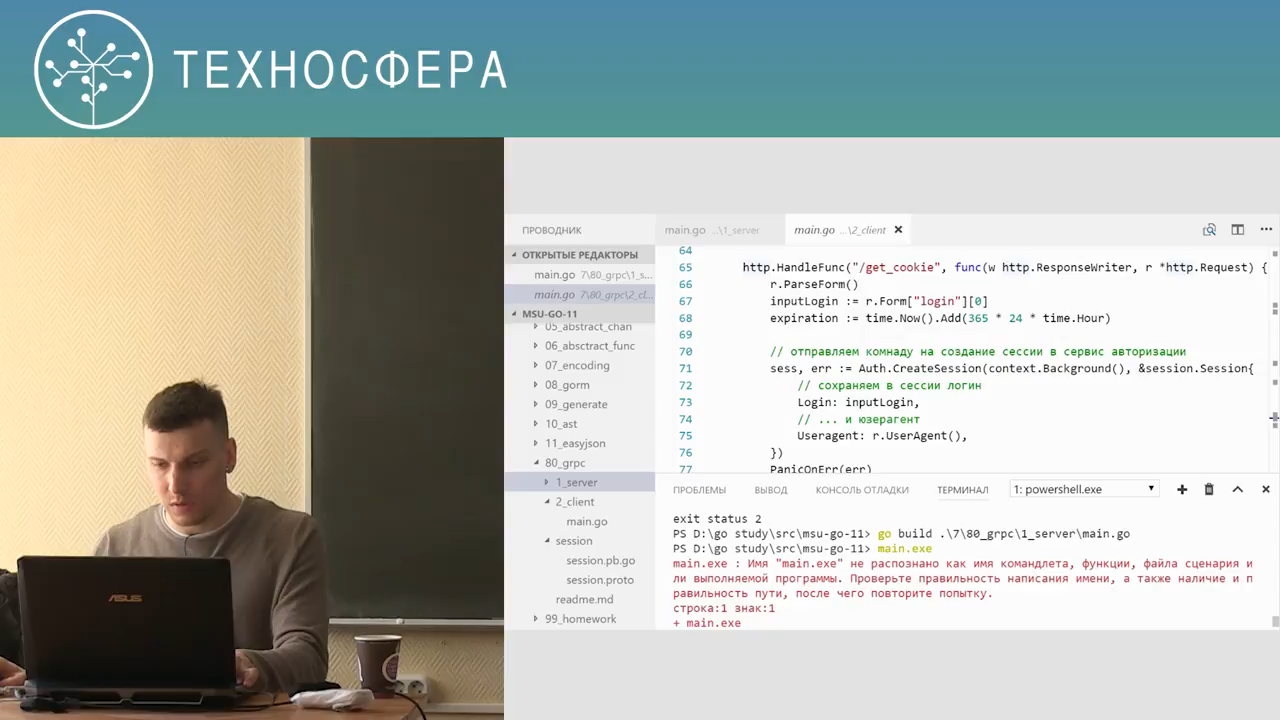 ТЕХНОСФЕРА
ПРОВОДНИК
ОТКРЫТЫЕ РЕДАКТОРЫ
main.go 7\80_grpc\1_s...
main.go 7\80_grpc\2_cl...
MSU-GO-11
05_abstract_chan
06_absctract_func
07_encoding
08_gorm
09_generate
10_ast
11_easyjson
80_grpc
1_server
2_client
main.go
session
session.pb.go
session.proto
readme.md
99_homework
main.go ...\1_server
main.go ...\2_client
64
65 http.HandleFunc("/get_cookie", func(w http.ResponseWriter, r *http.Request) {
66 r.ParseForm()
67 inputLogin := r.Form["login"][0]
68 expiration := time.Now().Add(365 * 24 * time.Hour)
69
70 // отправляем комнаду на создание сессии в сервис авторизации
71 sess, err := Auth.CreateSession(context.Background(), &session.Session{
72 // сохраняем в сессии логин
73 Login: inputLogin,
74 // ... и юзерагент
75 Useragent: r.UserAgent(),
76 })
77 PanicOnErr(err)
ПРОБЛЕМЫ ВЫВОД КОНСОЛЬ ОТЛАДКИ ТЕРМИНАЛ 1: powershell.exe
exit status 2
PS D:\go study\src\msu-go-11> go build .\7\80_grpc\1_server\main.go
PS D:\go study\src\msu-go-11> main.exe
main.exe : Имя "main.exe" не распознано как имя командлета, функции, файла сценария и
ли выполняемой программы. Проверьте правильность написания имени, а также наличие и п
равильность пути, после чего повторите попытку.
строка:1 знак:1
+ main.exe
ASUS